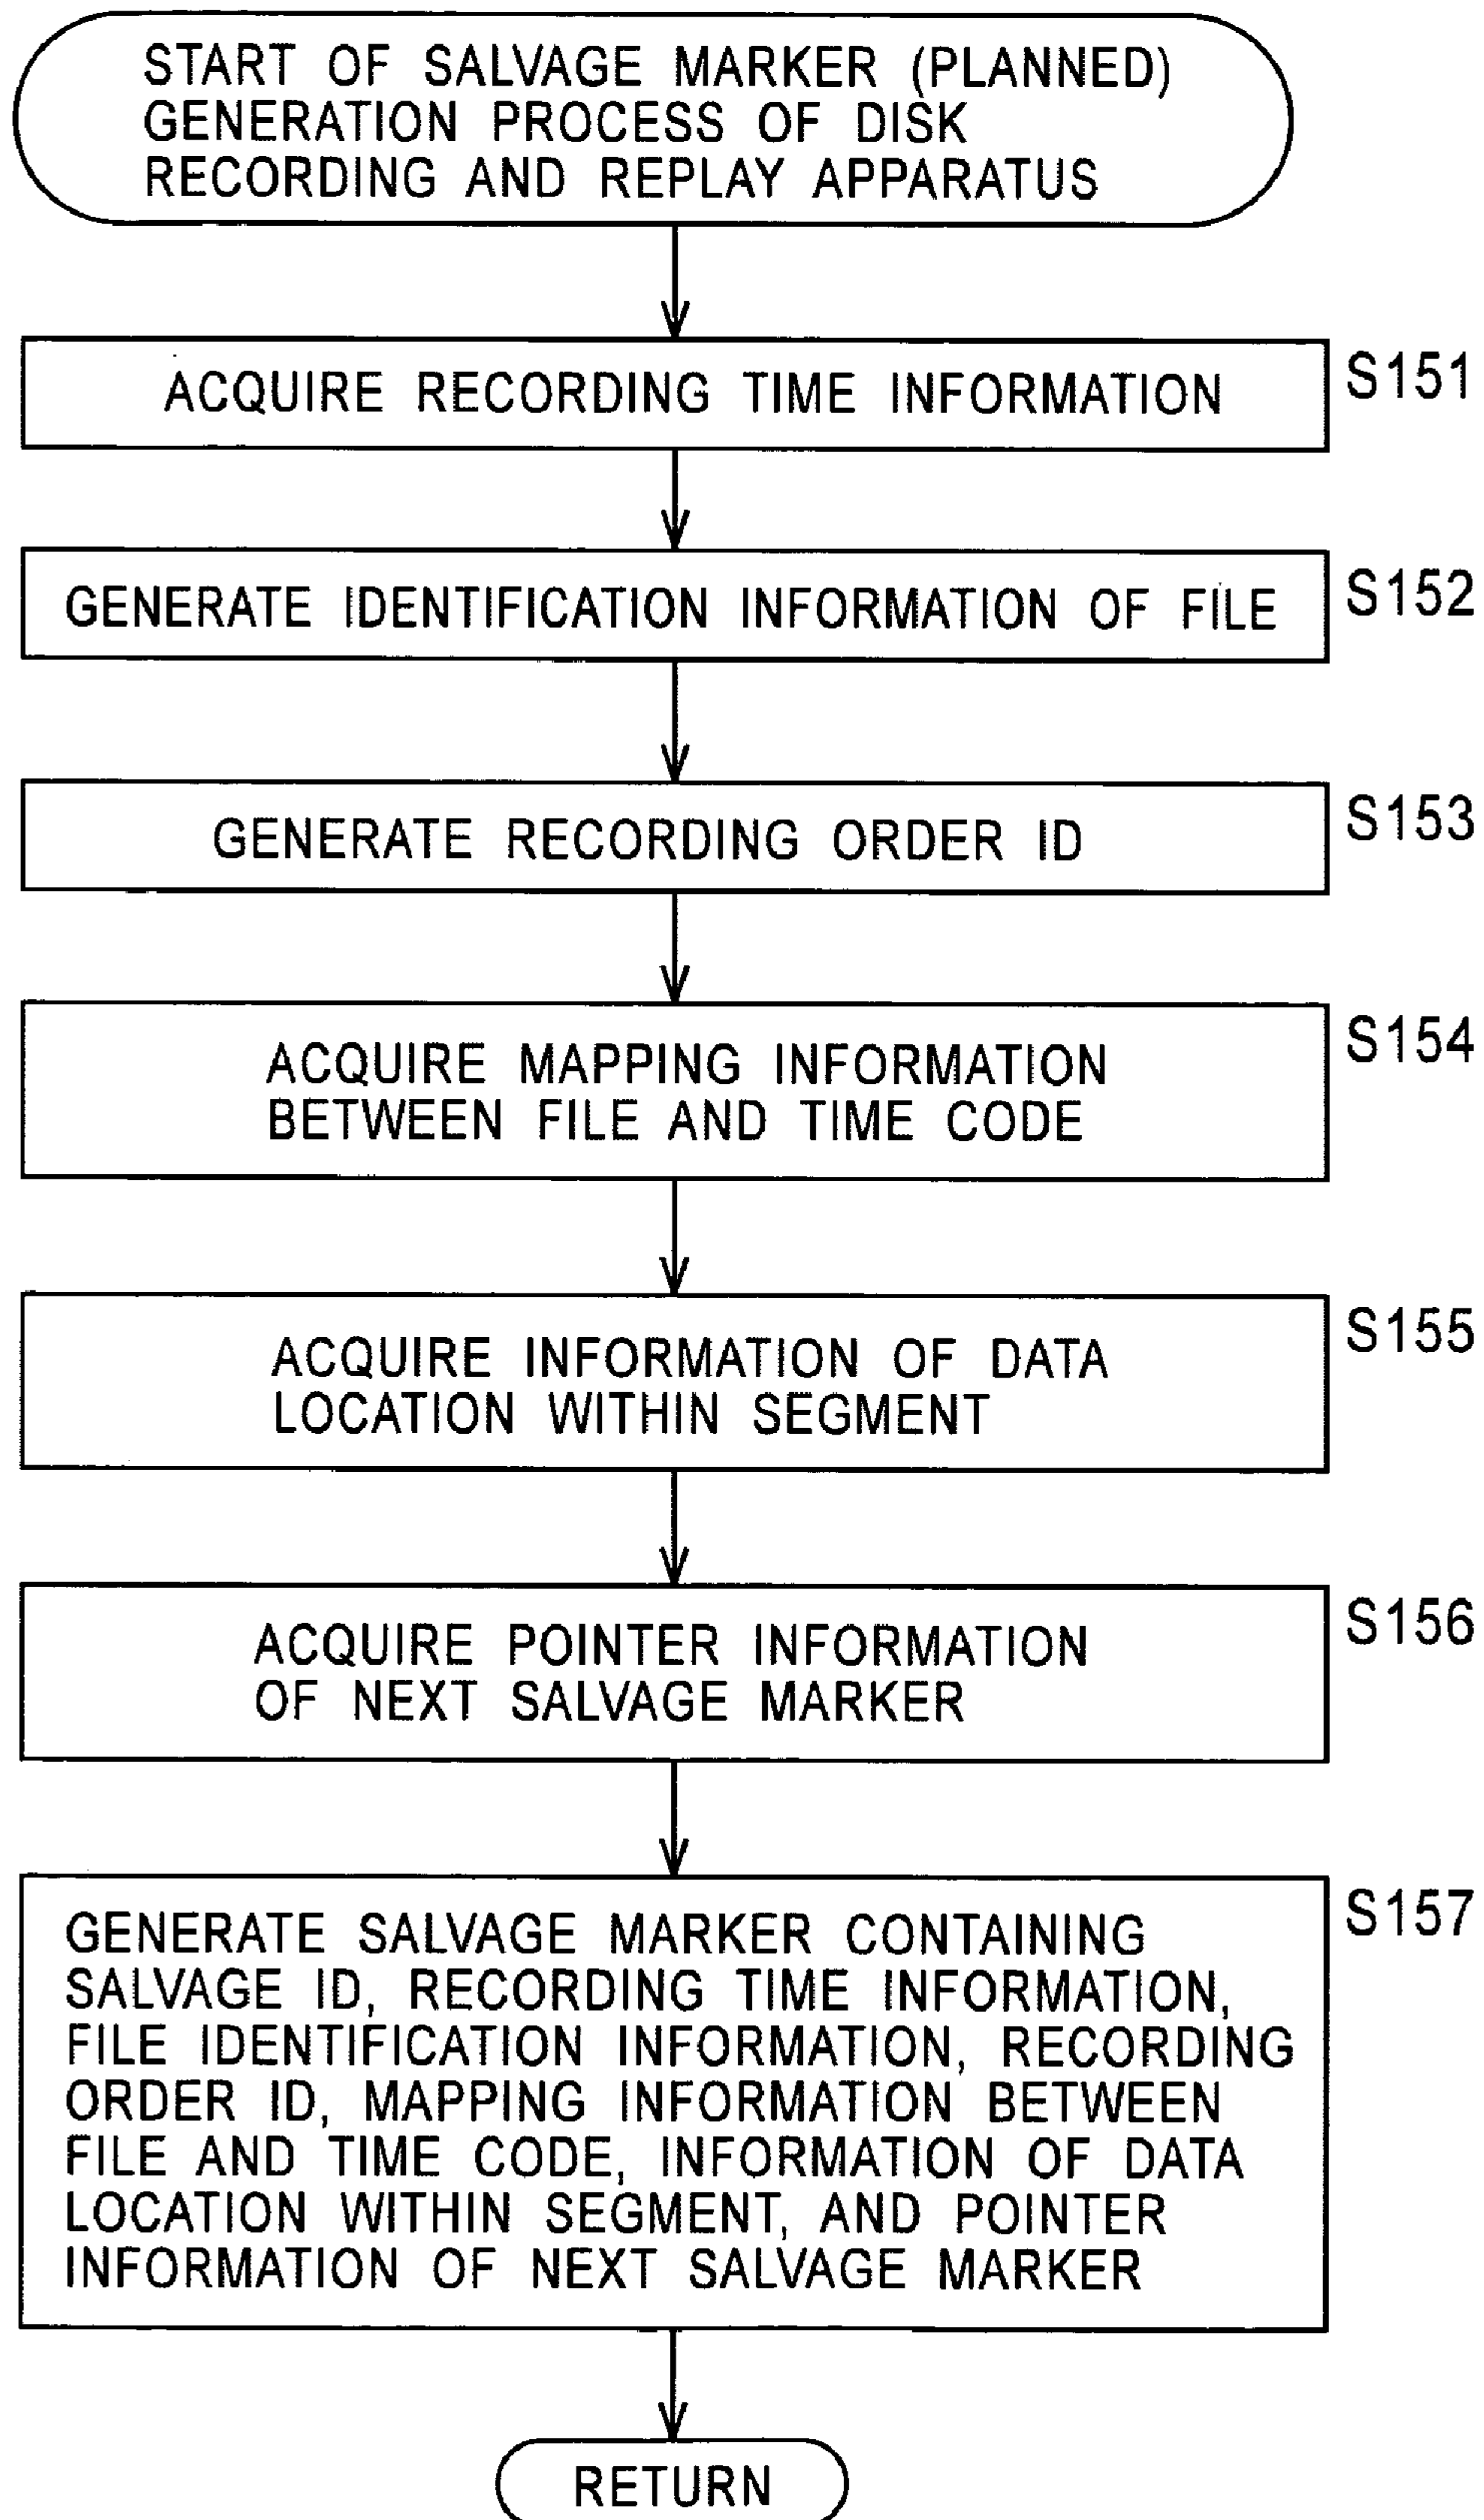 START OF SALVAGE MARKER (PLANNED)
GENERATION PROCESS OF DISK
RECORDING AND REPLAY APPARATUS
ACQUIRE RECORDING TIME INFORMATION
S151
GENERATE IDENTIFICATION INFORMATION OF FILE
S152
GENERATE RECORDING ORDER ID
S153
ACQUIRE MAPPING INFORMATION
BETWEEN FILE AND TIME CODE
S154
ACQUIRE INFORMATION OF DATA
LOCATION WITHIN SEGMENT
S155
ACQUIRE POINTER INFORMATION
OF NEXT SALVAGE MARKER
S156
GENERATE SALVAGE MARKER CONTAINING
SALVAGE ID, RECORDING TIME INFORMATION,
FILE IDENTIFICATION INFORMATION, RECORDING
ORDER ID, MAPPING INFORMATION BETWEEN
FILE AND TIME CODE, INFORMATION OF DATA
LOCATION WITHIN SEGMENT, AND POINTER
INFORMATION OF NEXT SALVAGE MARKER
S157
RETURN